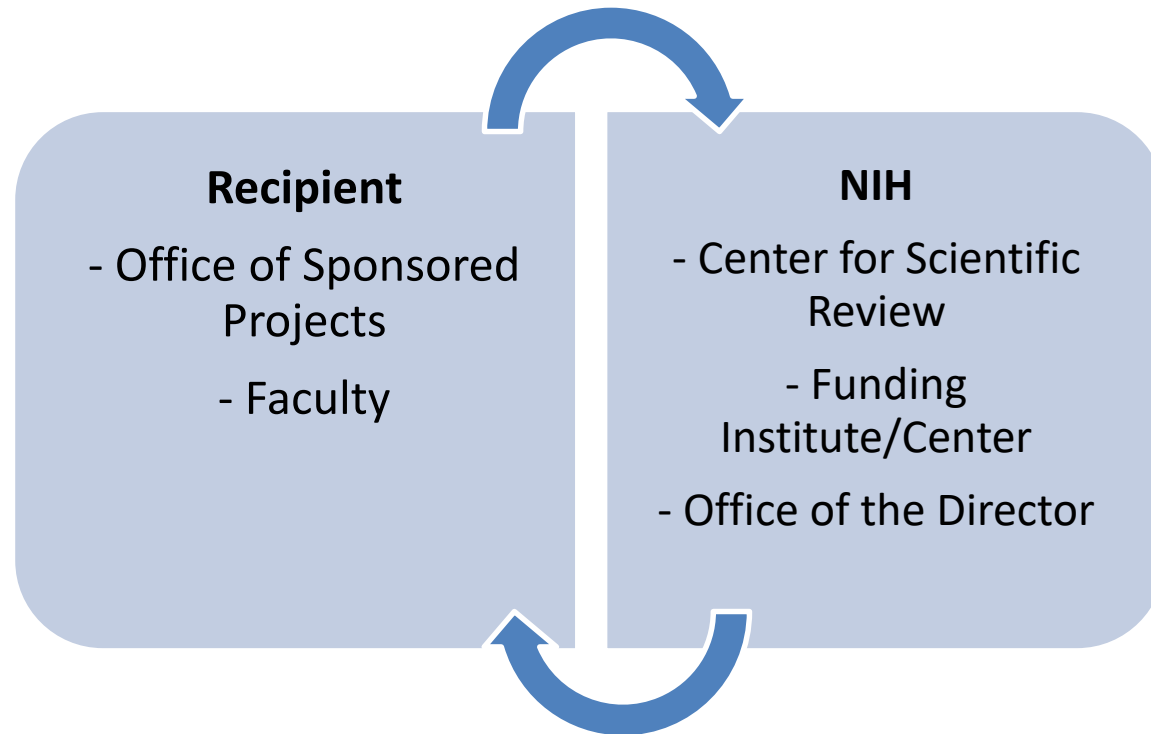 Recipient
- Office of Sponsored
Projects
- Faculty
NIH
- Center for Scientific
Review
- Funding
Institute/Center
- Office of the Director